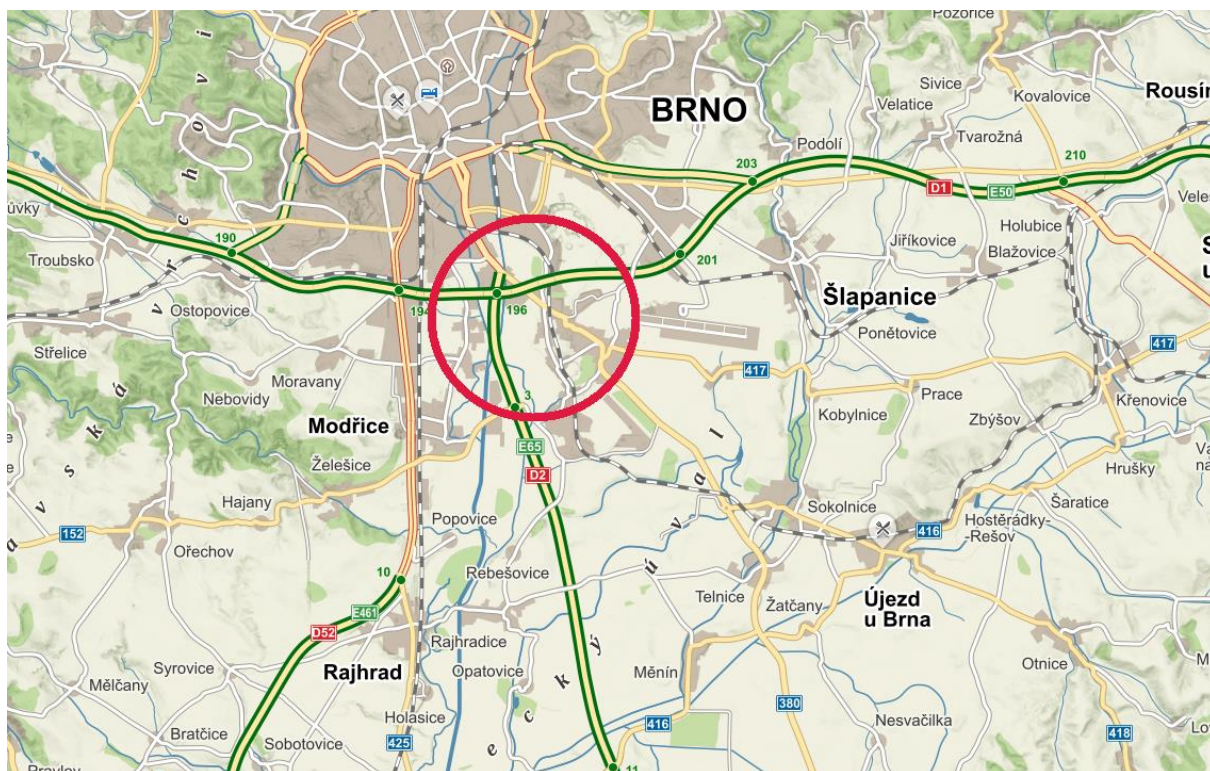 Pozořice
Sivice
Kovalovice
Rousín
BRNO
Velatice
Tvarožná
Podolí
203
210
D1
E50
Holubice
190
Troubsko
Jiříkovice
Blažovice
201
194
196
Šlapanice
Ostopovice
Ponětovice
Střelice
417
417
Moravany
Nebovidy
Prace
Křenovice
3
Kobylnice
Zbýšov
Modřice
E65
Želešice
D2
Hrušky
Hajany
Šaratice
Sokolnice
Popovice
416
Hostěrádky-
-Rešov
152
Ořechov
10
Rebešovice
Telnice
Žatčany
Újezd
u Brna
E461
D52
Rajhradice
Syrovice
Rajhrad
Opatovice
Měnín
Otnice
Mělčany
380
416
Nesvačilka
Holasice
Bratčice
Sobotovice
425
418
11